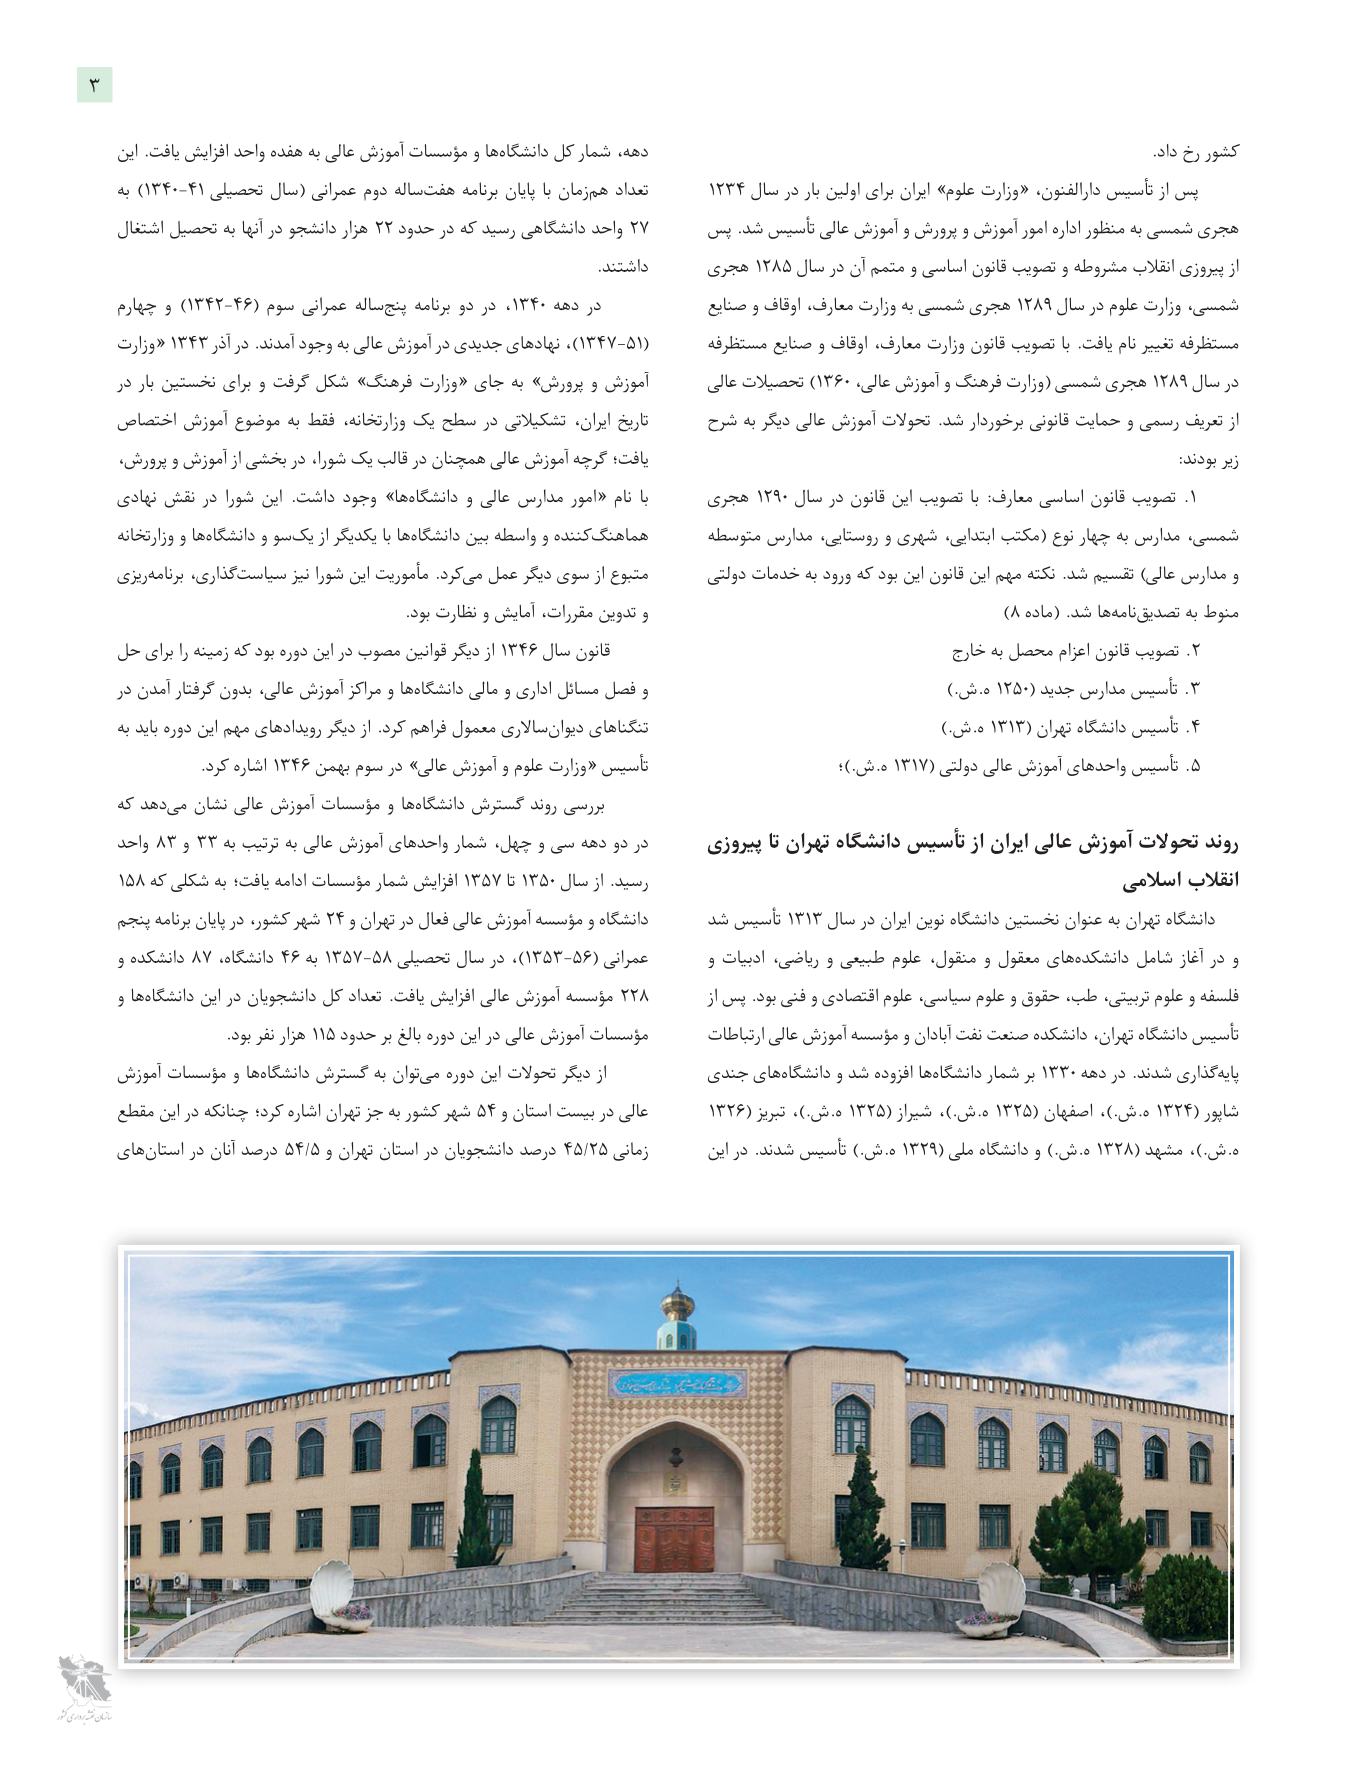 ۳
کشور رخ داد.
پس از تأسیس دارالفنون، «وزارت علوم» ایران برای اولین بار در سال ۱۲۳۴
هجری شمسی به منظور اداره امور آموزش و پرورش و آموزش عالی تأسیس شد. پس
از پیروزی انقلاب مشروطه و تصویب قانون اساسی و متمم آن در سال ۱۲۸۵ هجری
شمسی، وزارت علوم در سال ۱۲۸۹ هجری شمسی به وزارت معارف، اوقاف و صنایع
مستظرفه تغییر نام یافت. با تصویب قانون وزارت معارف، اوقاف و صنایع مستظرفه
در سال ۱۲۸۹ هجری شمسی (وزارت فرهنگ و آموزش عالی، ۱۳۶۰) تحصیلات عالی
از تعریف رسمی و حمایت قانونی برخوردار شد. تحولات آموزش عالی دیگر به شرح
زیر بودند:
۱. تصویب قانون اساسی معارف: با تصویب این قانون در سال ۱۲۹۰ هجری
شمسی، مدارس به چهار نوع (مکتب ابتدایی، شهری و روستایی، مدارس متوسطه
و مدارس عالی) تقسیم شد. نکته مهم این قانون این بود که ورود به خدمات دولتی
منوط به تصدیق‌نامه‌ها شد. (ماده ۸)
۲. تصویب قانون اعزام محصل به خارج
۳. تأسیس مدارس جدید (۱۲۵۰ ه.ش.)
۴. تأسیس دانشگاه تهران (۱۳۱۳ ه.ش.)
۵. تأسیس واحدهای آموزش عالی دولتی (۱۳۱۷ ه.ش.)؛
روند تحولات آموزش عالی ایران از تأسیس دانشگاه تهران تا پیروزی
انقلاب اسلامی
دانشگاه تهران به عنوان نخستین دانشگاه نوین ایران در سال ۱۳۱۳ تأسیس شد
و در آغاز شامل دانشکده‌های معقول و منقول، علوم طبیعی و ریاضی، ادبیات و
فلسفه و علوم تربیتی، طب، حقوق و علوم سیاسی، علوم اقتصادی و فنی بود. پس از
تأسیس دانشگاه تهران، دانشکده صنعت نفت آبادان و مؤسسه آموزش عالی ارتباطات
پایه‌گذاری شدند. در دهه ۱۳۳۰ بر شمار دانشگاه‌ها افزوده شد و دانشگاه‌های جندی
شاپور (۱۳۲۴ ه.ش.)، اصفهان (۱۳۲۵ ه.ش.)، شیراز (۱۳۲۵ ه.ش.)، تبریز (۱۳۲۶
ه.ش.)، مشهد (۱۳۲۸ ه.ش.) و دانشگاه ملی (۱۳۲۹ ه.ش.) تأسیس شدند. در این
دهه، شمار کل دانشگاه‌ها و مؤسسات آموزش عالی به هفده واحد افزایش یافت. این
تعداد هم‌زمان با پایان برنامه هفت‌ساله دوم عمرانی (سال تحصیلی ۴۱-۱۳۴۰) به
۲۷ واحد دانشگاهی رسید که در حدود ۲۲ هزار دانشجو در آنها به تحصیل اشتغال
داشتند.
در دهه ۱۳۴۰، در دو برنامه پنج‌ساله عمرانی سوم (۴۶-۱۳۴۲) و چهارم
(۵۱-۱۳۴۷)، نهادهای جدیدی در آموزش عالی به وجود آمدند. در آذر ۱۳۴۳ «وزارت
آموزش و پرورش» به جای «وزارت فرهنگ» شکل گرفت و برای نخستین بار در
تاریخ ایران، تشکیلاتی در سطح یک وزارتخانه، فقط به موضوع آموزش اختصاص
یافت؛ گرچه آموزش عالی همچنان در قالب یک شورا، در بخشی از آموزش و پرورش،
با نام «امور مدارس عالی و دانشگاه‌ها» وجود داشت. این شورا در نقش نهادی
هماهنگ‌کننده و واسطه بین دانشگاه‌ها با یکدیگر از یک‌سو و دانشگاه‌ها و وزارتخانه
متبوع از سوی دیگر عمل می‌کرد. مأموریت این شورا نیز سیاست‌گذاری، برنامه‌ریزی
و تدوین مقررات، آمایش و نظارت بود.
قانون سال ۱۳۴۶ از دیگر قوانین مصوب در این دوره بود که زمینه را برای حل
و فصل مسائل اداری و مالی دانشگاه‌ها و مراکز آموزش عالی، بدون گرفتار آمدن در
تنگناهای دیوان‌سالاری معمول فراهم کرد. از دیگر رویدادهای مهم این دوره باید به
تأسیس «وزارت علوم و آموزش عالی» در سوم بهمن ۱۳۴۶ اشاره کرد.
بررسی روند گسترش دانشگاه‌ها و مؤسسات آموزش عالی نشان می‌دهد که
در دو دهه سی و چهل، شمار واحدهای آموزش عالی به ترتیب به ۳۳ و ۸۳ واحد
رسید. از سال ۱۳۵۰ تا ۱۳۵۷ افزایش شمار مؤسسات ادامه یافت؛ به شکلی که ۱۵۸
دانشگاه و مؤسسه آموزش عالی فعال در تهران و ۲۴ شهر کشور، در پایان برنامه پنجم
عمرانی (۵۶-۱۳۵۳)، در سال تحصیلی ۵۸-۱۳۵۷ به ۴۶ دانشگاه، ۸۷ دانشکده و
۲۲۸ مؤسسه آموزش عالی افزایش یافت. تعداد کل دانشجویان در این دانشگاه‌ها و
مؤسسات آموزش عالی در این دوره بالغ بر حدود ۱۱۵ هزار نفر بود.
از دیگر تحولات این دوره می‌توان به گسترش دانشگاه‌ها و مؤسسات آموزش
عالی در بیست استان و ۵۴ شهر کشور به جز تهران اشاره کرد؛ چنانکه در این مقطع
زمانی ۴۵/۲۵ درصد دانشجویان در استان تهران و ۵۴/۵ درصد آنان در استان‌های
سازمان نقشه‌برداری کشور